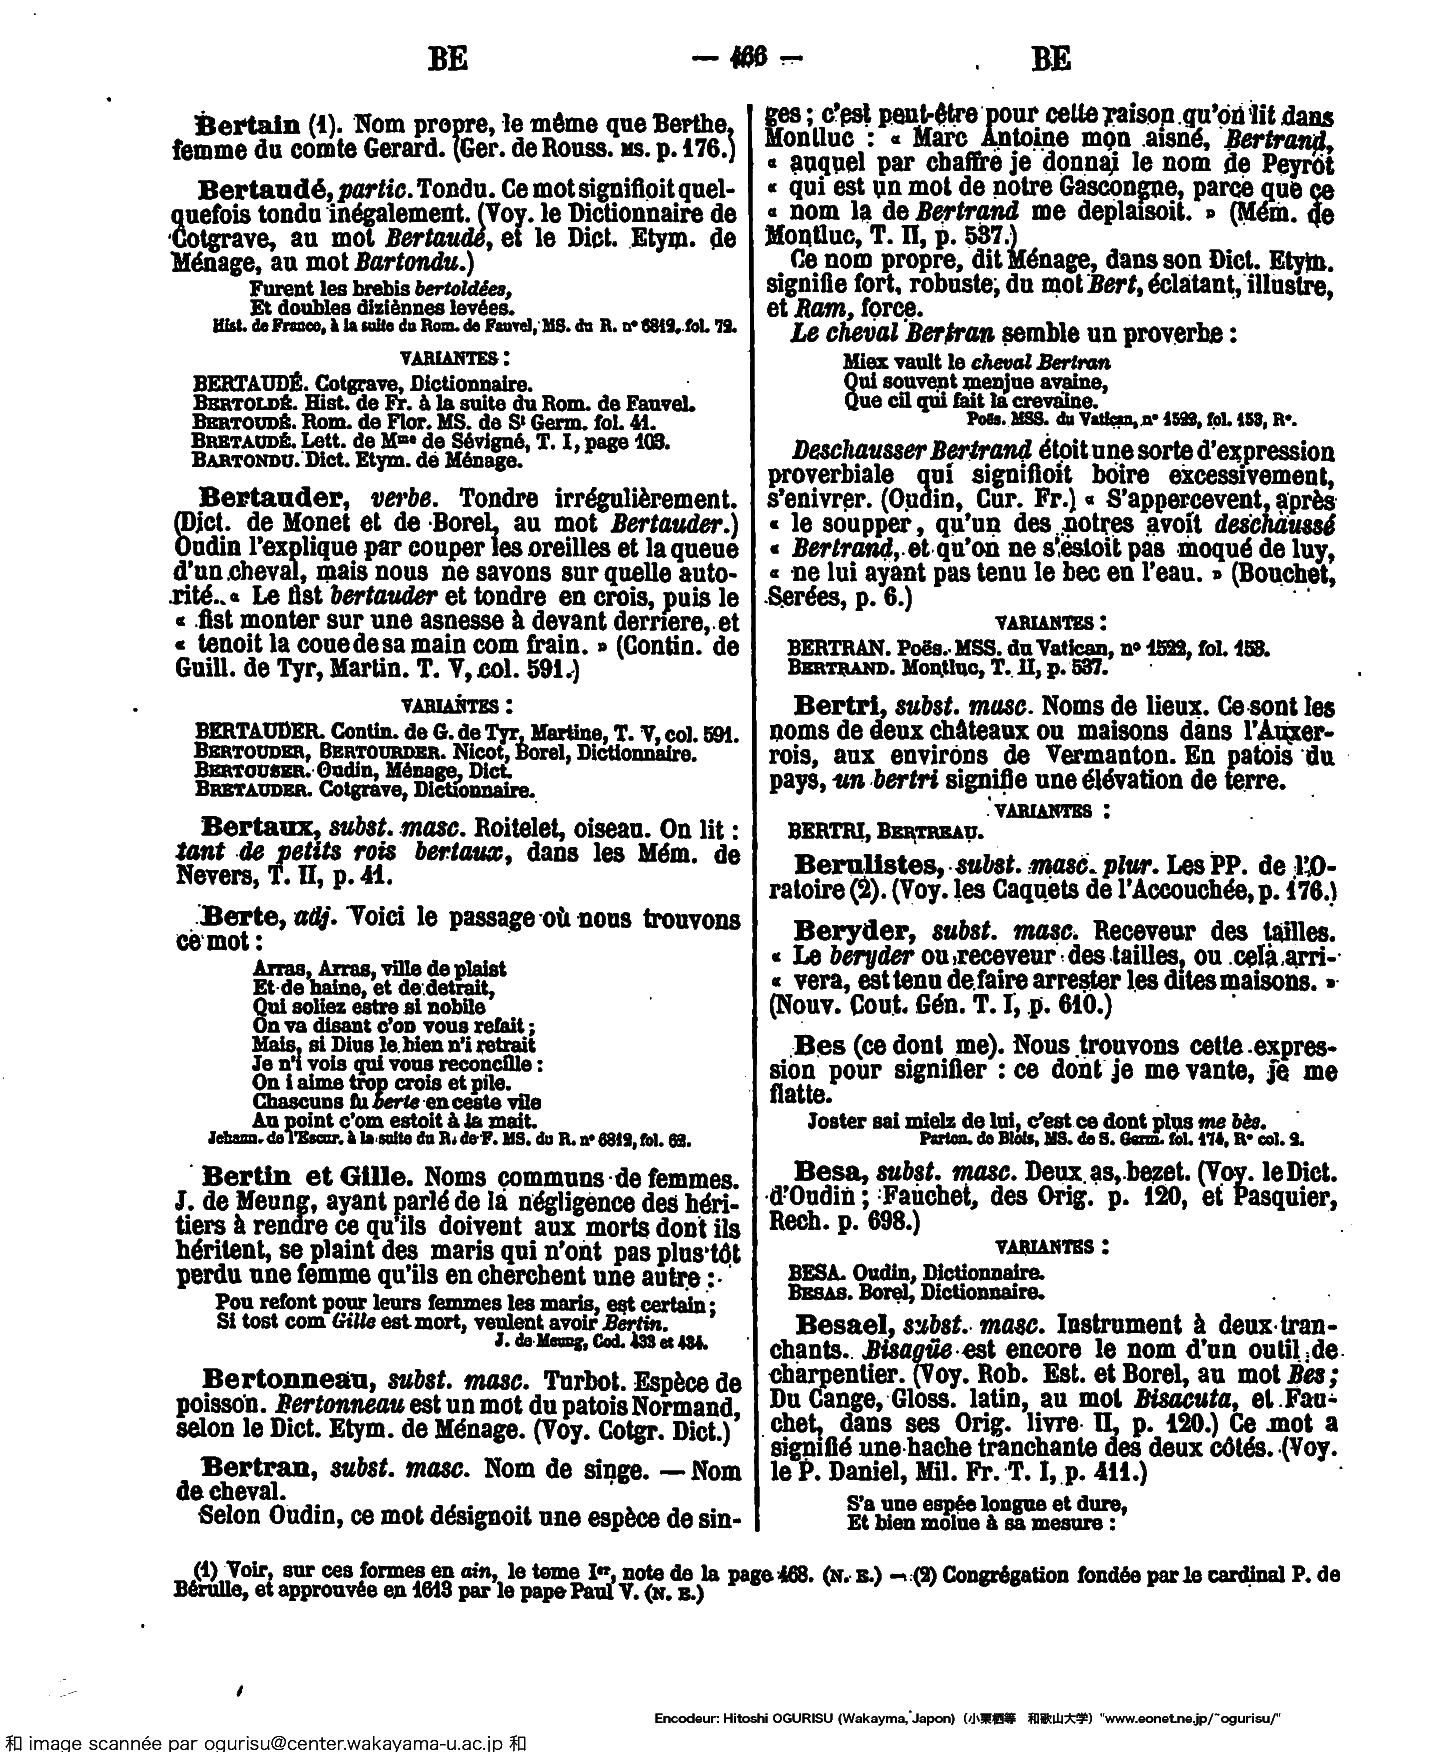 BE — 466 — BE
Bertain (1). Nom propre, le même que Berthe,
femme du comte Gerard. (Ger. de Rouss. MS. p. 176.)
Bertaudé, partic. Tondu. Ce mot signifioit quel-
quefois tondu inégalement. (Voy. le Dictionnaire de
Cotgrave, au mot Bertaudé, et le Dict. Etym. de
Ménage, au mot Bartondu.)
Furent les brebis bertoldées,
Et doubles diziènnes levées.
Hist. de France, à la suite du Rom. de Fauvel, MS. du R. n° 6812, fol. 72.
VARIANTES :
BERTAUDÉ. Cotgrave, Dictionnaire.
BERTOLDÉ. Hist. de Fr. à la suite du Rom. de Fauvel.
BERTOUDÉ. Rom. de Flor. MS. de St Germ. fol. 41.
BRETAUDÉ. Lett. de Mme de Sévigné, T. I, page 103.
BARTONDU. Dict. Etym. de Ménage.
Bertauder, verbe. Tondre irrégulièrement.
(Dict. de Monet et de Borel, au mot Bertauder.)
Oudin l'explique par couper les oreilles et la queue
d'un cheval, mais nous ne savons sur quelle auto-
rité. « Le fist bertauder et tondre en crois, puis le
« fist monter sur une asnesse à devant derriere, et
« tenoit la coue de sa main com frain. » (Contin. de
Guill. de Tyr, Martin. T. V, col. 591.)
VARIANTES :
BERTAUDER. Contin. de G. de Tyr, Martine, T. V, col. 591.
BERTOUDER, BERTOURDER. Nicot, Borel, Dictionnaire.
BERTOUSER. Oudin, Ménage, Dict.
BRETAUDER. Cotgrave, Dictionnaire.
Bertaux, subst. masc. Roitelet, oiseau. On lit :
tant de petits rois bertaux, dans les Mém. de
Nevers, T. II, p. 41.
Berte, adj. Voici le passage où nous trouvons
ce mot :
Arras, Arras, ville de plaist
Et de haine, et de detrait,
Qui soliez estre si nobile
On va disant c'on vous refait ;
Mais, si Dius le bien n'i retrait
Je n'i vois qui vous reconcille :
On i aime trop crois et pile.
Chascuns fu berte en ceste vile
Au point c'om estoit à la mait.
Jehann. de l'Escur. à la suite du R. de F. MS. du R. n° 6812, fol. 62.
Bertin et Gille. Noms communs de femmes.
J. de Meung, ayant parlé de la négligence des héri-
tiers à rendre ce qu'ils doivent aux morts dont ils
héritent, se plaint des maris qui n'ont pas plus tôt
perdu une femme qu'ils en cherchent une autre :
Pou refont pour leurs femmes les maris, est certain ;
Si tost com Gille est mort, veulent avoir Bertin.
J. de Meung, Cod. 433 et 434.
Bertonneau, subst. masc. Turbot. Espèce de
poisson. Bertonneau est un mot du patois Normand,
selon le Dict. Etym. de Ménage. (Voy. Cotgr. Dict.)
Bertran, subst. masc. Nom de singe. — Nom
de cheval.
Selon Oudin, ce mot désignoit une espèce de sin-
ges ; c'est peut-être pour cette raison qu'on lit dans
Montluc : « Marc Antoine mon aisné, Bertrand,
« auquel par chaffre je donnai le nom de Peyrot
« qui est un mot de notre Gascongne, parce que ce
« nom la de Bertrand me deplaisoit. » (Mém. de
Montluc, T. II, p. 537.)
Ce nom propre, dit Ménage, dans son Dict. Etym.
signifie fort, robuste, du mot Bert, éclatant, illustre,
et Ram, force.
Le cheval Bertran semble un proverbe :
Miex vault le cheval Bertran
Qui souvent menjue avaine,
Que cil qui fait la crevaine.
Poës. MSS. du Vatican, n° 1522, fol. 153, R°.
Deschausser Bertrand étoit une sorte d'expression
proverbiale qui signifioit boire excessivement,
s'enivrer. (Oudin, Cur. Fr.) « S'appercevent, après
« le soupper, qu'un des notres avoit deschaussé
« Bertrand, et qu'on ne s'estoit pas moqué de luy,
« ne lui ayant pas tenu le bec en l'eau. » (Bouchet,
Serées, p. 6.)
VARIANTES :
BERTRAN. Poës. MSS. du Vatican, n° 1522, fol. 153.
BERTRAND. Montluc, T. II, p. 537.
Bertri, subst. masc. Noms de lieux. Ce sont les
noms de deux châteaux ou maisons dans l'Auxer-
rois, aux environs de Vermanton. En patois du
pays, un bertri signifie une élévation de terre.
VARIANTES :
BERTRI, BERTREAU.
Berulistes, subst. masc. plur. Les PP. de l'O-
ratoire (2). (Voy. les Caquets de l'Accouchée, p. 176.)
Beryder, subst. masc. Receveur des tailles.
« Le beryder ou receveur des tailles, ou celà arri-
« vera, est tenu de faire arrester les dites maisons. »
(Nouv. Cout. Gén. T. I, p. 610.)
Bes (ce dont me). Nous trouvons cette expres-
sion pour signifier : ce dont je me vante, je me
flatte.
Joster sai mielz de lui, c'est ce dont plus me bès.
Parton. de Blois, MS. de S. Germ. fol. 174, R° col. 2.
Besa, subst. masc. Deux as, bezet. (Voy. le Dict.
d'Oudin ; Fauchet, des Orig. p. 120, et Pasquier,
Rech. p. 698.)
VARIANTES :
BESA. Oudin, Dictionnaire.
BESAS. Borel, Dictionnaire.
Besael, subst. masc. Instrument à deux tran-
chants. Bisagüe est encore le nom d'un outil de
charpentier. (Voy. Rob. Est. et Borel, au mot Bes ;
Du Cange, Gloss. latin, au mot Bisacuta, et Fau-
chet, dans ses Orig. livre II, p. 120.) Ce mot a
signifié une hache tranchante des deux côtés. (Voy.
le P. Daniel, Mil. Fr. T. I, p. 411.)
S'a une espée longue et dure,
Et bien molue à sa mesure :
(1) Voir, sur ces formes en ain, le tome Ier, note de la page 468. (N. E.) — (2) Congrégation fondée par le cardinal P. de
Bérulle, et approuvée en 1613 par le pape Paul V. (N. E.)
Encodeur: Hitoshi OGURISU (Wakayma, Japon) (小栗栖等 和歌山大学) "www.eonet.ne.jp/~ogurisu/"
和 image scannée par ogurisu@center.wakayama-u.ac.jp 和